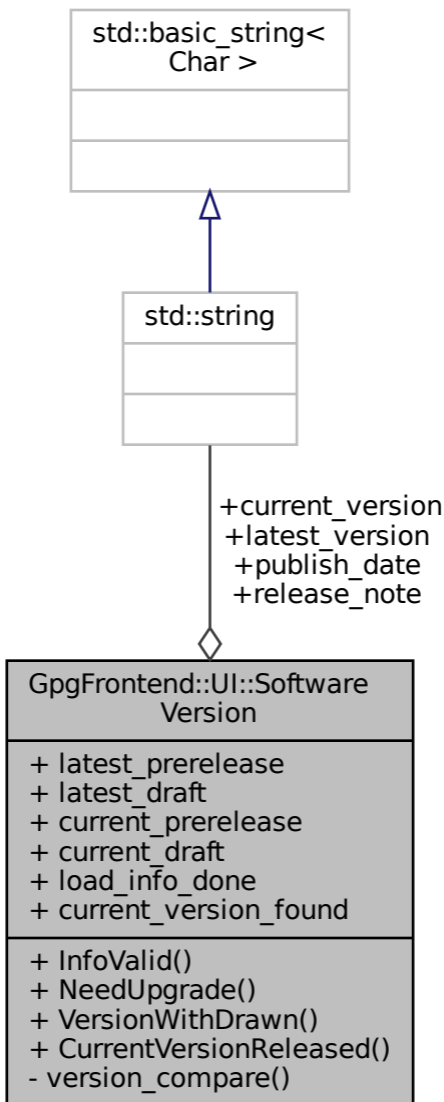 std::basic_string<
Char >
std::string
+current_version
+latest_version
+publish_date
+release_note
GpgFrontend::UI::Software
Version
+ latest_prerelease
+ latest_draft
+ current_prerelease
+ current_draft
+ load_info_done
+ current_version_found
+ InfoValid()
+ NeedUpgrade()
+ VersionWithDrawn()
+ CurrentVersionReleased()
- version_compare()